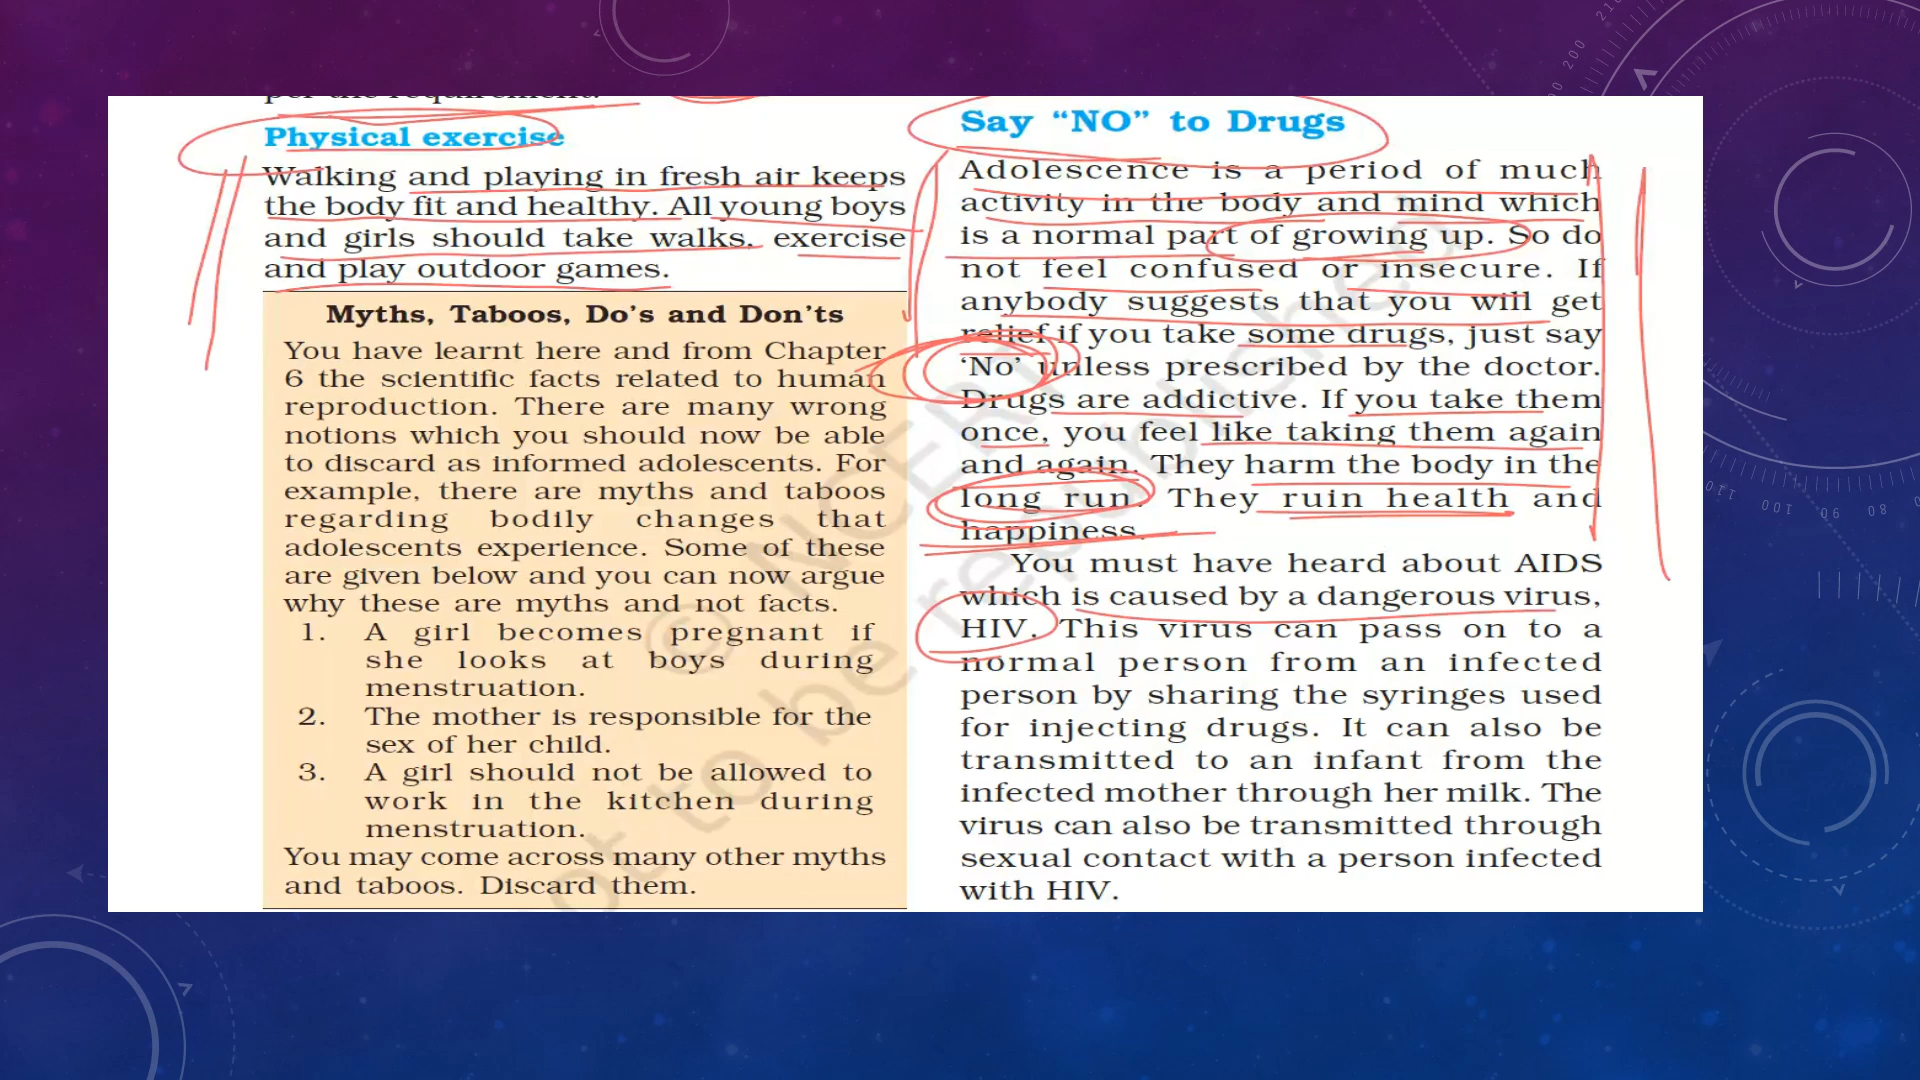 per the requirement.
Physical exercise
Walking and playing in fresh air keeps
the body fit and healthy. All young boys
and girls should take walks, exercise
and play outdoor games.
Myths, Taboos, Do's and Don'ts
You have learnt here and from Chapter
6 the scientific facts related to human
reproduction. There are many wrong
notions which you should now be able
to discard as informed adolescents. For
example, there are myths and taboos
regarding bodily changes that
adolescents experience. Some of these
are given below and you can now argue
why these are myths and not facts.
1. A girl becomes pregnant if
she looks at boys during
menstruation.
2. The mother is responsible for the
sex of her child.
3. A girl should not be allowed to
work in the kitchen during
menstruation.
You may come across many other myths
and taboos. Discard them.
Say “NO” to Drugs
Adolescence is a period of much
activity in the body and mind which
is a normal part of growing up. So do
not feel confused or insecure. If
anybody suggests that you will get
relief if you take some drugs, just say
‘No’ unless prescribed by the doctor.
Drugs are addictive. If you take them
once, you feel like taking them again
and again. They harm the body in the
long run. They ruin health and
happiness.
You must have heard about AIDS
which is caused by a dangerous virus,
HIV. This virus can pass on to a
normal person from an infected
person by sharing the syringes used
for injecting drugs. It can also be
transmitted to an infant from the
infected mother through her milk. The
virus can also be transmitted through
sexual contact with a person infected
with HIV.
© NCERT
not to be republished
210
200
110
100
90
80